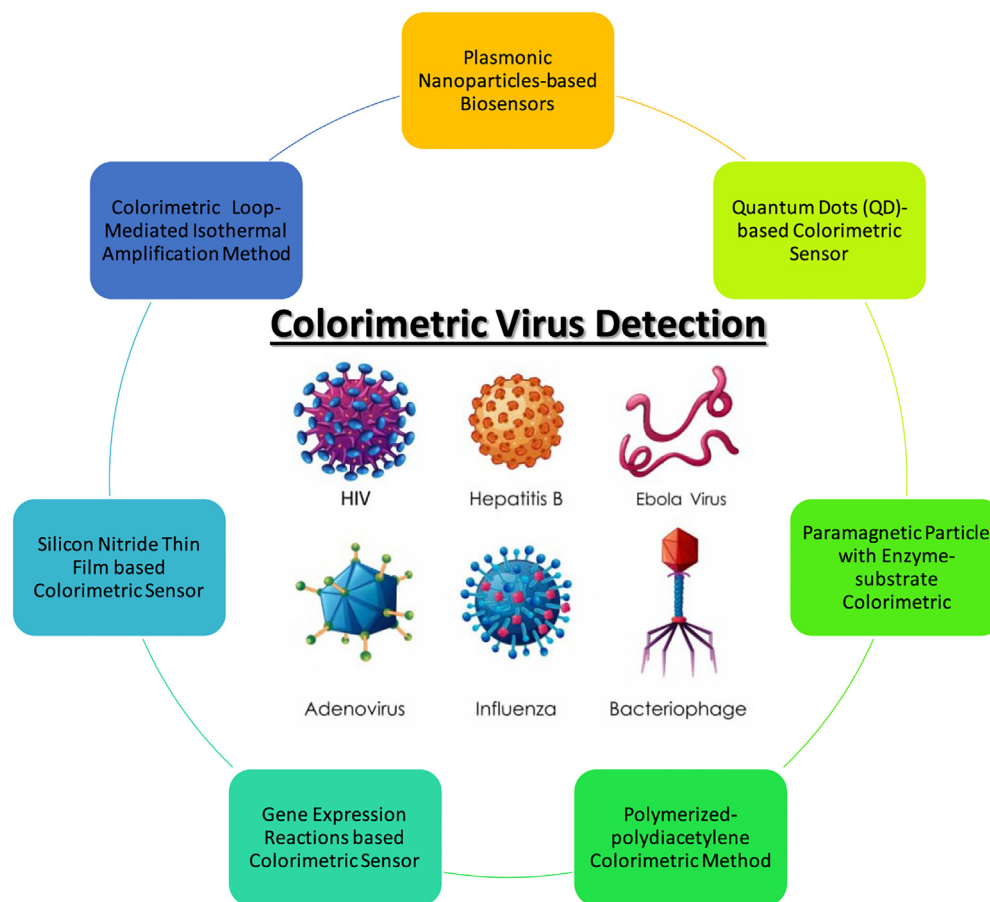 Plasmonic
Nanoparticles-based
Biosensors
Colorimetric Loop-
Mediated Isothermal
Amplification Method
Quantum Dots (QD)-
based Colorimetric
Sensor
Colorimetric Virus Detection
HIV
Hepatitis B
Ebola Virus
Silicon Nitride Thin
Film based
Colorimetric Sensor
Paramagnetic Particle
with Enzyme-
substrate
Colorimetric
Adenovirus
Influenza
Bacteriophage
Gene Expression
Reactions based
Colorimetric Sensor
Polymerized-
polydiacetylene
Colorimetric Method